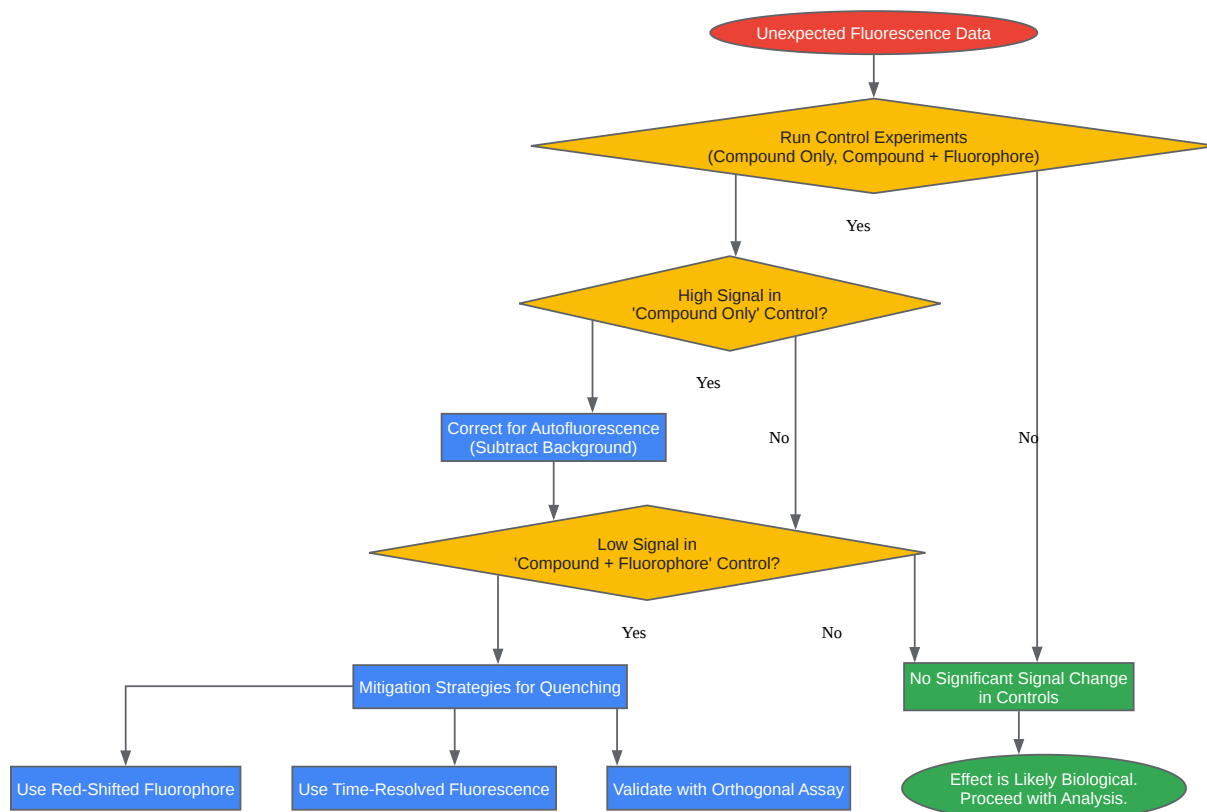 Unexpected Fluorescence Data
Run Control Experiments
(Compound Only, Compound + Fluorophore)
Yes
High Signal in
'Compound Only' Control?
Yes
No
No
Correct for Autofluorescence
(Subtract Background)
Low Signal in
'Compound + Fluorophore' Control?
Yes
No
Mitigation Strategies for Quenching
No Significant Signal Change
in Controls
Use Red-Shifted Fluorophore
Use Time-Resolved Fluorescence
Validate with Orthogonal Assay
Effect is Likely Biological.
Proceed with Analysis.